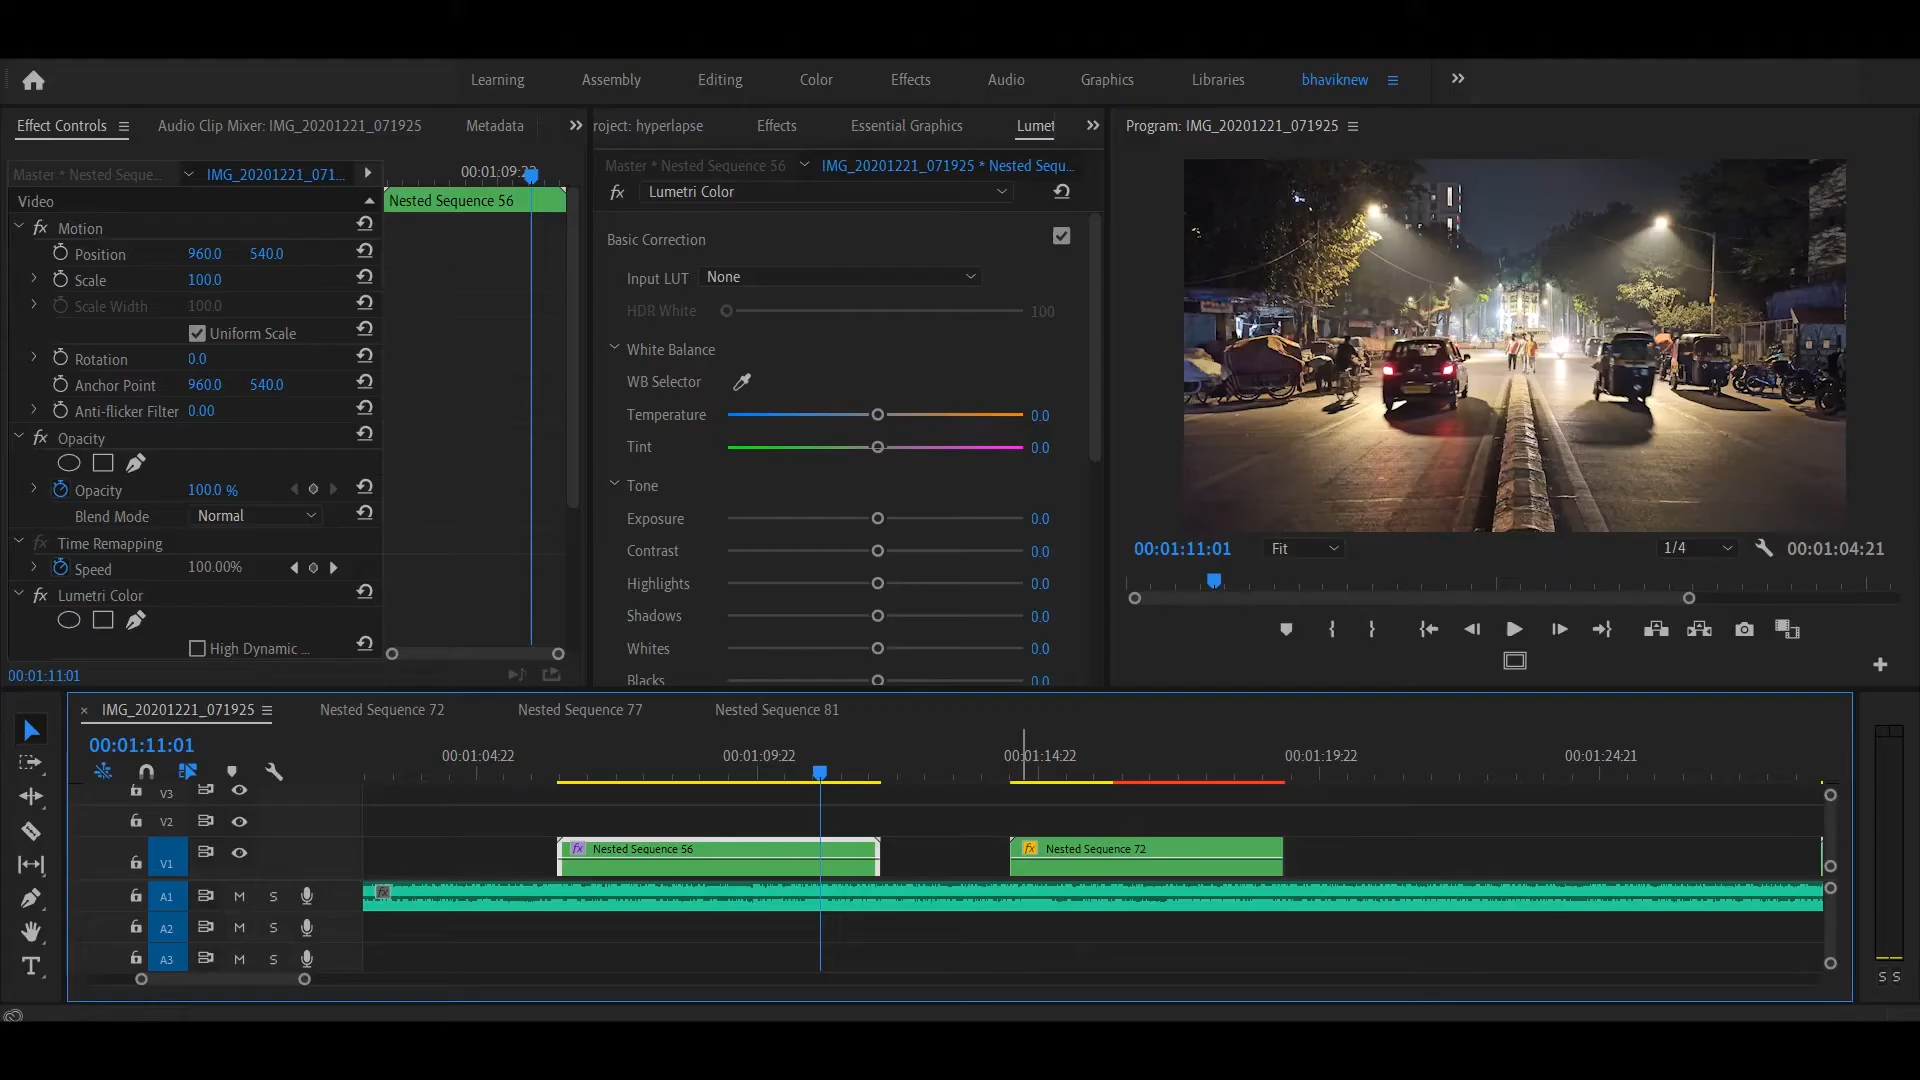 Learning
Assembly
Editing
Color
Effects
Audio
Graphics
Libraries
bhaviknew
Effect Controls
Audio Clip Mixer: IMG_20201221_071925
Metadata
roject: hyperlapse
Effects
Essential Graphics
Lumet
Program: IMG_20201221_071925
Master * Nested Seque...
IMG_20201221_071...
00:01:09:22
Video
Nested Sequence 56
Motion
Position 960.0 540.0
Scale 100.0
Scale Width 100.0
Uniform Scale
Rotation 0.0
Anchor Point 960.0 540.0
Anti-flicker Filter 0.00
fx Opacity
Opacity 100.0 %
Blend Mode Normal
Time Remapping
Speed 100.00%
Lumetri Color
High Dynamic ...
00:01:11:01
Master * Nested Sequence 56
IMG_20201221_071925 * Nested Sequ...
fx Lumetri Color
Basic Correction
Input LUT None
HDR White 100
White Balance
WB Selector
Temperature 0.0
Tint 0.0
Tone
Exposure 0.0
Contrast 0.0
Highlights 0.0
Shadows 0.0
Whites 0.0
Blacks 0.0
00:01:11:01
Fit
1/4
00:01:04:21
IMG_20201221_071925
Nested Sequence 72
Nested Sequence 77
Nested Sequence 81
00:01:11:01
00:01:04:22
00:01:09:22
00:01:14:22
00:01:19:22
00:01:24:21
V3
V2
V1
fx Nested Sequence 56
fx Nested Sequence 72
A1 M S
fx
A2 M S
A3 M S
S S